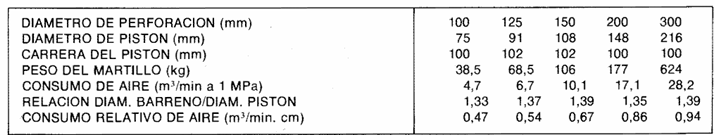 DIAMETRO DE PERFORACION (mm) 100 125 150 200 300
DIAMETRO DE PISTON (mm) 75 91 108 148 216
CARRERA DEL PISTON (mm) 100 102 102 100 100
PESO DEL MARTILLO (kg) 38,5 68,5 106 177 624
CONSUMO DE AIRE (m³/min a 1 MPa) 4,7 6,7 10,1 17,1 28,2
RELACION DIAM. BARRENO/DIAM. PISTON 1,33 1,37 1,39 1,35 1,39
CONSUMO RELATIVO DE AIRE (m³/min. cm) 0,47 0,54 0,67 0,86 0,94